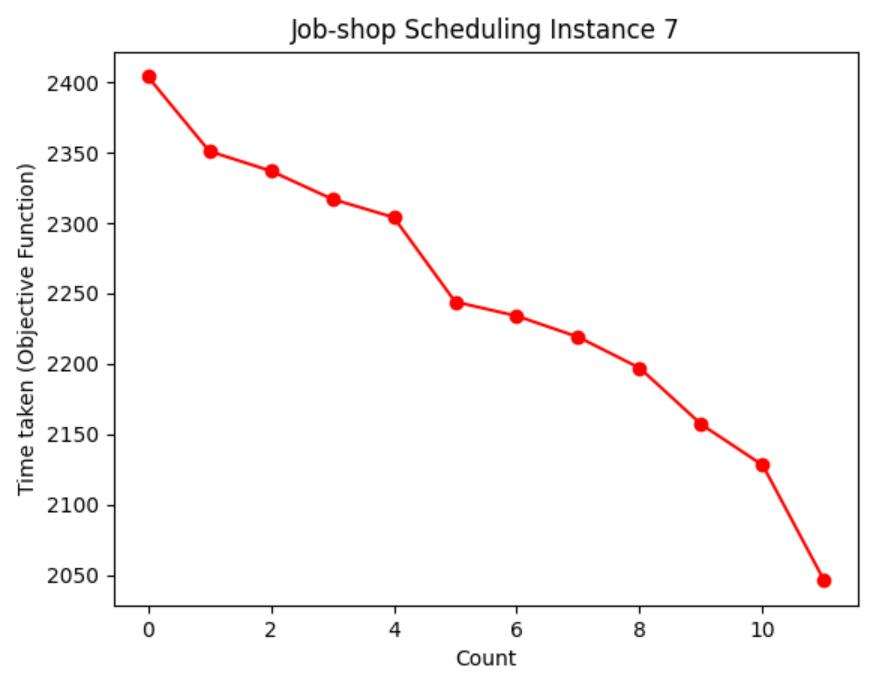 Job-shop Scheduling Instance 7
Time taken (Objective Function)
2400
2350
2300
2250
2200
2150
2100
2050
0 2 4 6 8 10
Count